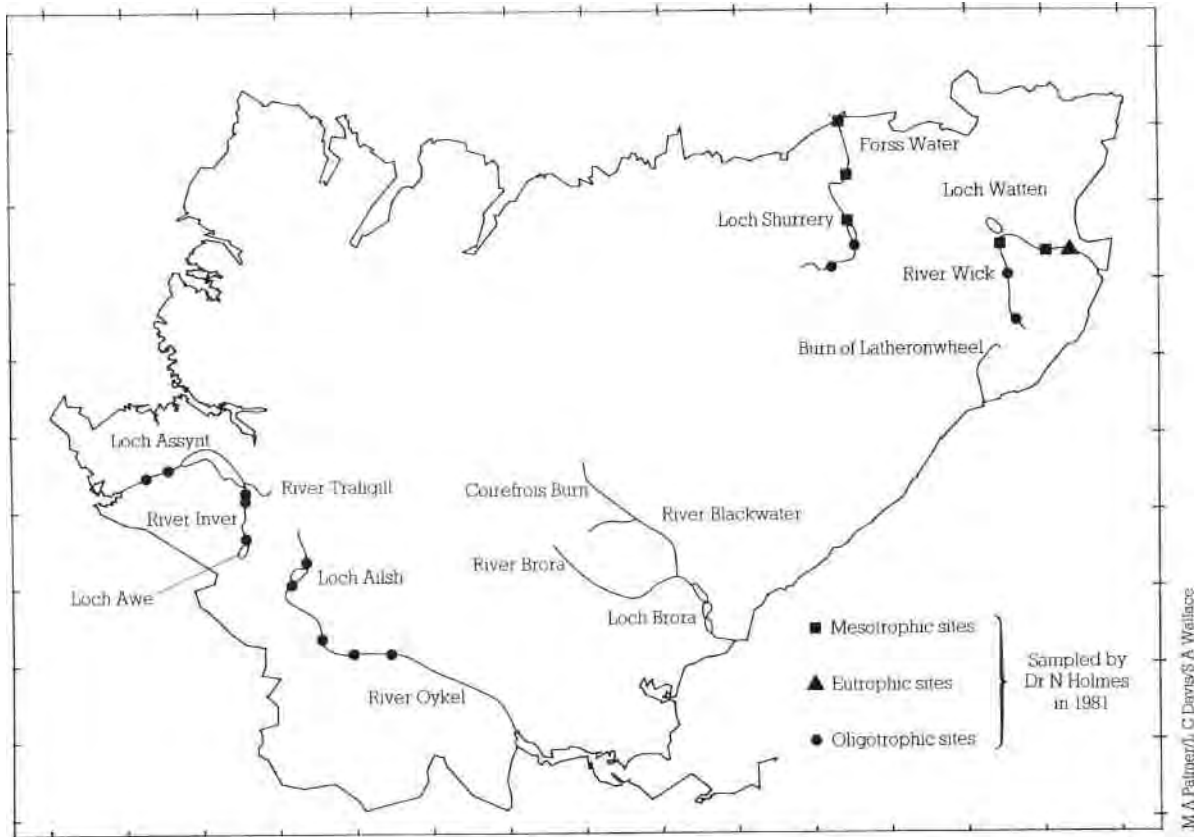 Forss Water
Loch Watten
Loch Shurrery
River Wick
Burn of Latheronwheel
Loch Assynt
River Traligill
Coirefrois Burn
River Inver
River Blackwater
River Brora
Loch Ailsh
Loch Awe
Loch Brora
River Oykel
Mesotrophic sites
Eutrophic sites
Oligotrophic sites
Sampled by
Dr N Holmes
in 1981
M A Palmer/L C Davis/S A Wallace